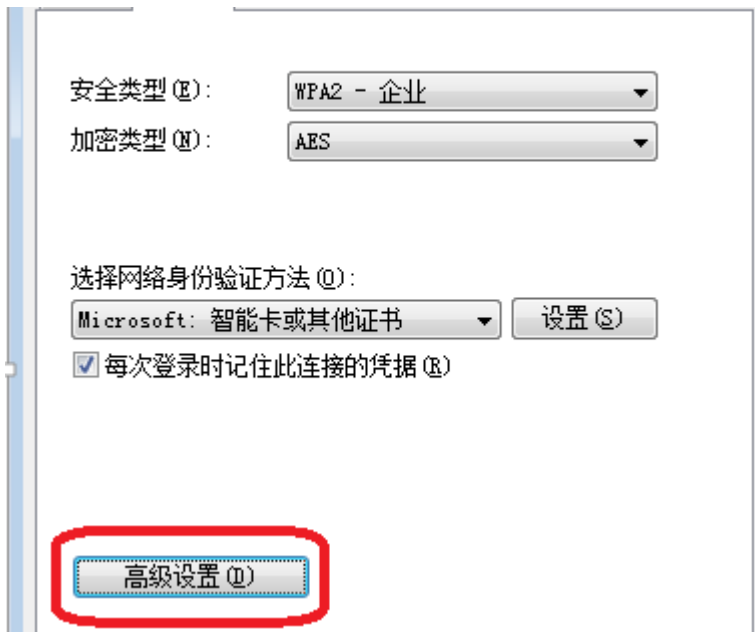 安全类型(E): WPA2 - 企业
加密类型(N): AES
选择网络身份验证方法(O):
Microsoft: 智能卡或其他证书 设置(S)
每次登录时记住此连接的凭据(R)
高级设置(D)